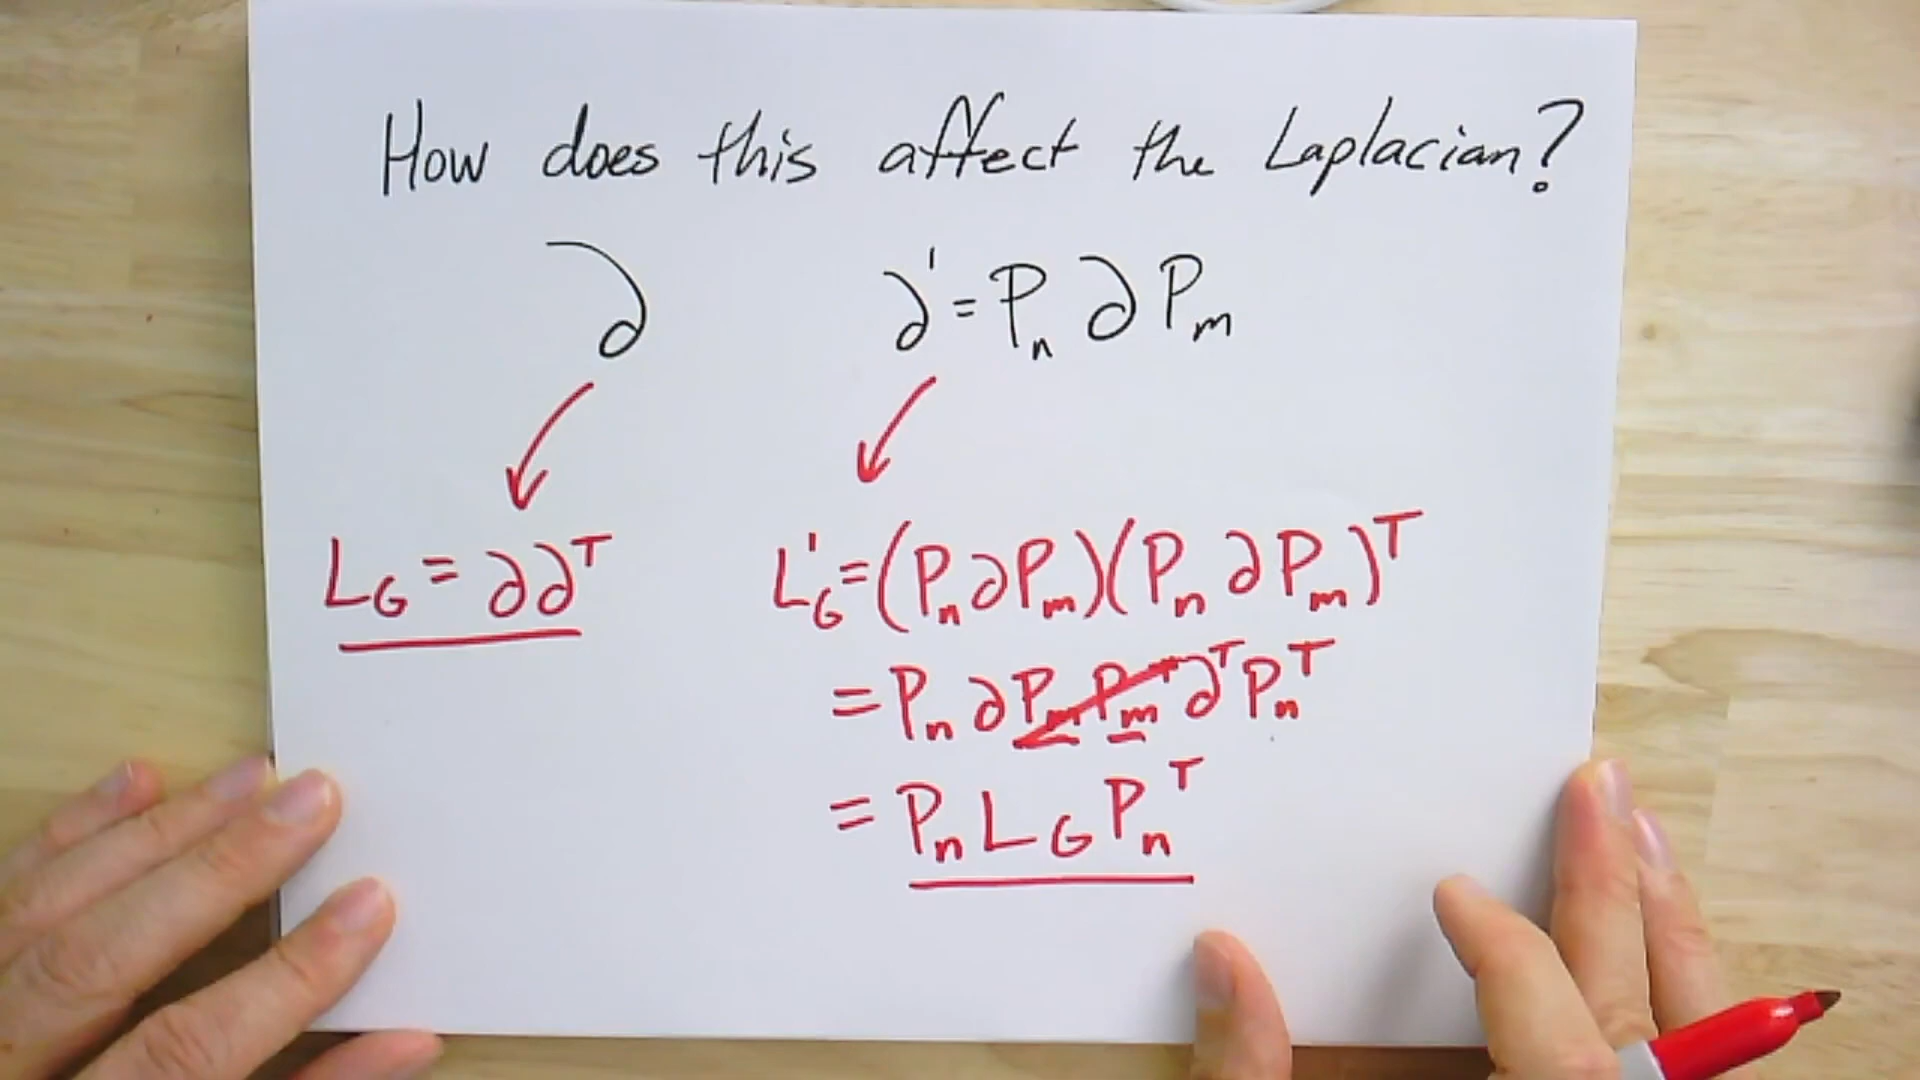 How does this affect the Laplacian?
∂ ∂' = Pₙ ∂ Pₘ
L_G = ∂∂ᵀ L'_G = (Pₙ ∂ Pₘ)(Pₙ ∂ Pₘ)ᵀ
= Pₙ ∂ Pₘ Pₘᵀ ∂ᵀ Pₙᵀ
= Pₙ L_G Pₙᵀ